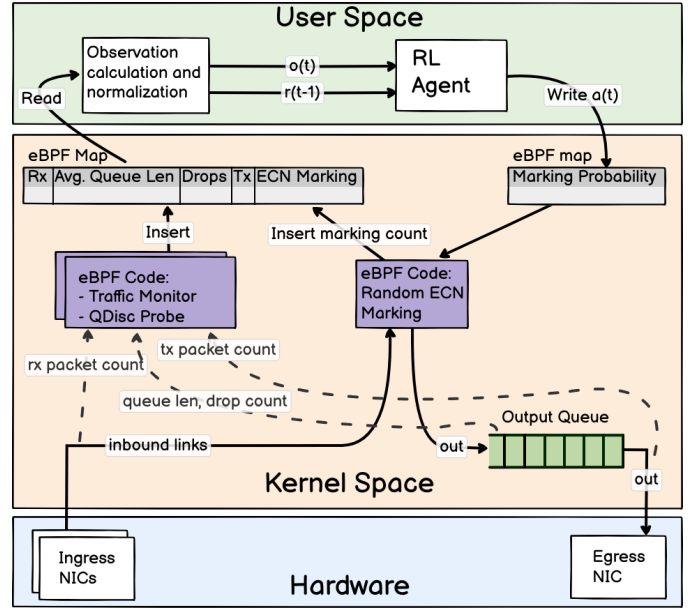 User Space
Observation
calculation and
normalization
o(t)
r(t-1)
RL
Agent
Read
Write a(t)
eBPF Map
Rx Avg. Queue Len Drops Tx ECN Marking
eBPF map
Marking Probability
Insert
Insert marking count
eBPF Code:
- Traffic Monitor
- QDisc Probe
eBPF Code:
Random ECN
Marking
rx packet count
tx packet count
queue len, drop count
Output Queue
inbound links
out
out
Kernel Space
Ingress
NICs
Egress
NIC
Hardware